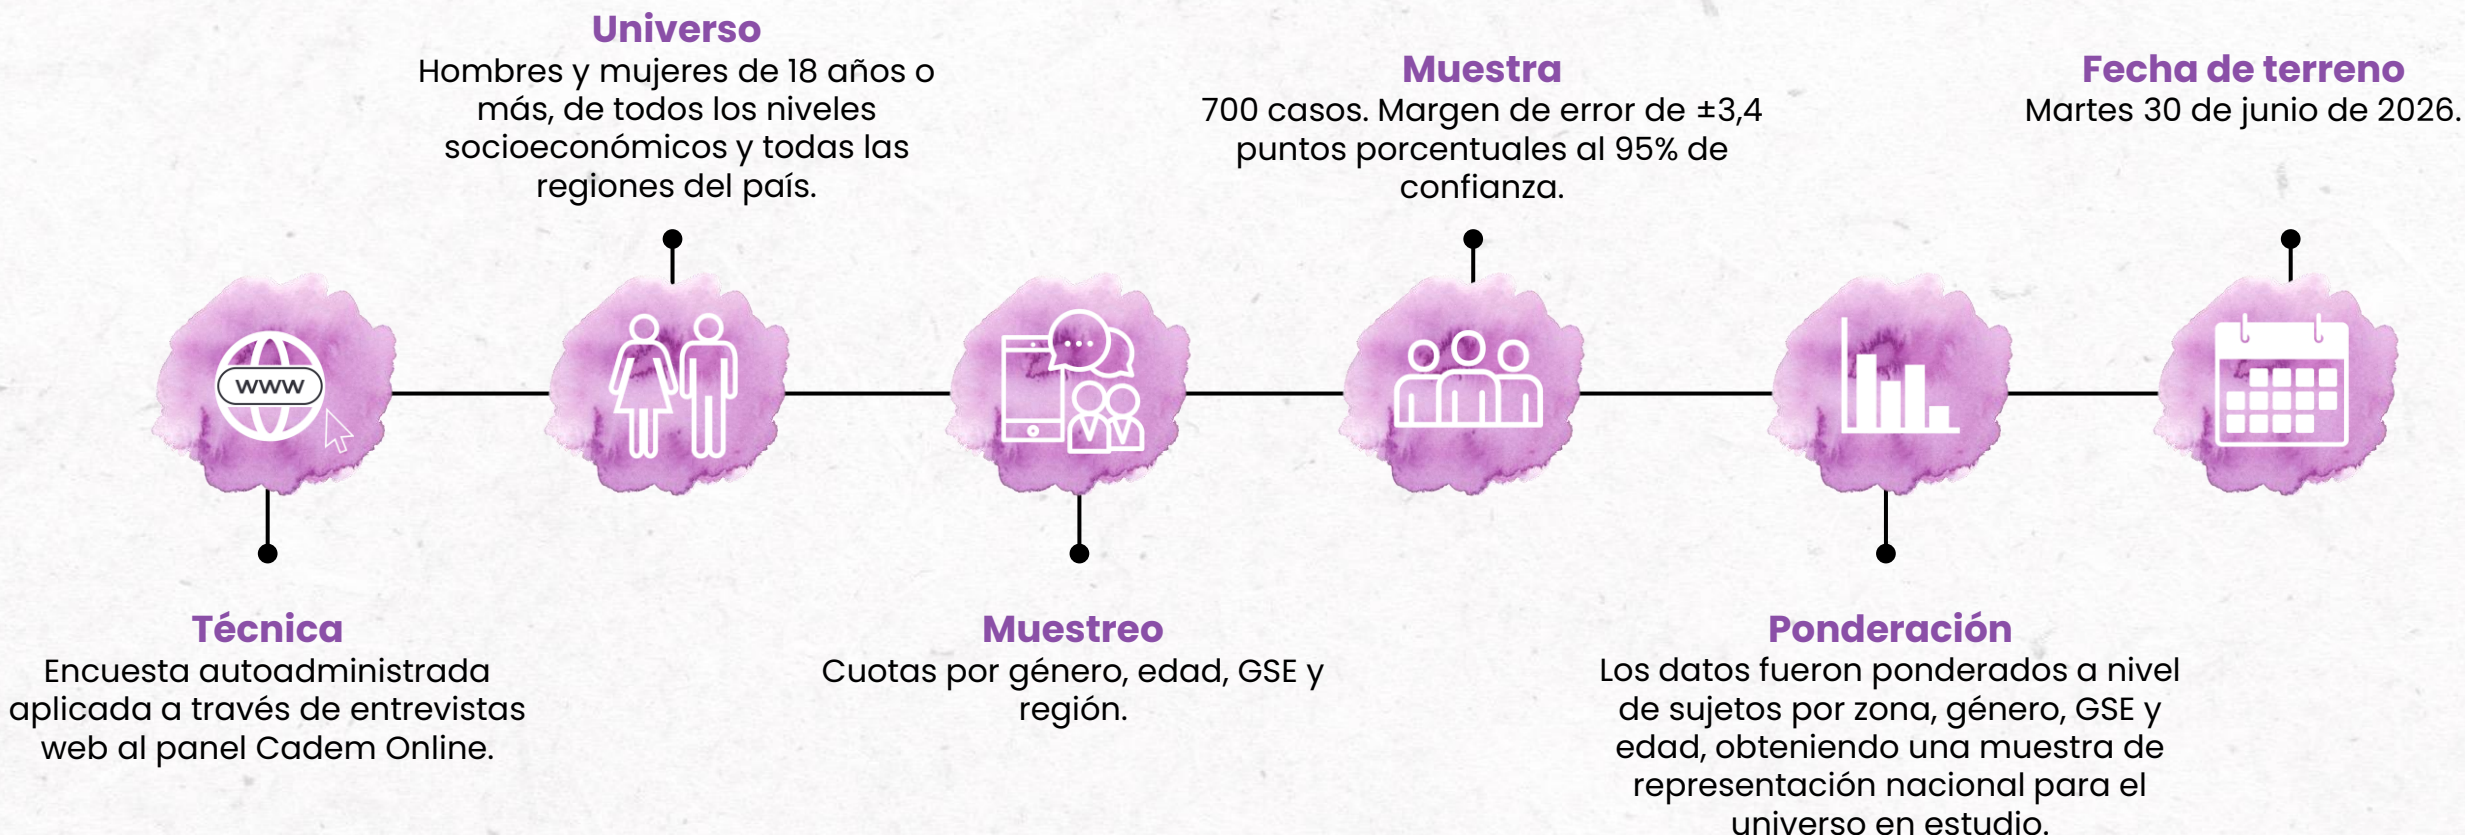 Universo
Hombres y mujeres de 18 años o
más, de todos los niveles
socioeconómicos y todas las
regiones del país.
Muestra
700 casos. Margen de error de ±3,4
puntos porcentuales al 95% de
confianza.
Fecha de terreno
Martes 30 de junio de 2026.
www
Técnica
Encuesta autoadministrada
aplicada a través de entrevistas
web al panel Cadem Online.
Muestreo
Cuotas por género, edad, GSE y
región.
Ponderación
Los datos fueron ponderados a nivel
de sujetos por zona, género, GSE y
edad, obteniendo una muestra de
representación nacional para el
universo en estudio.